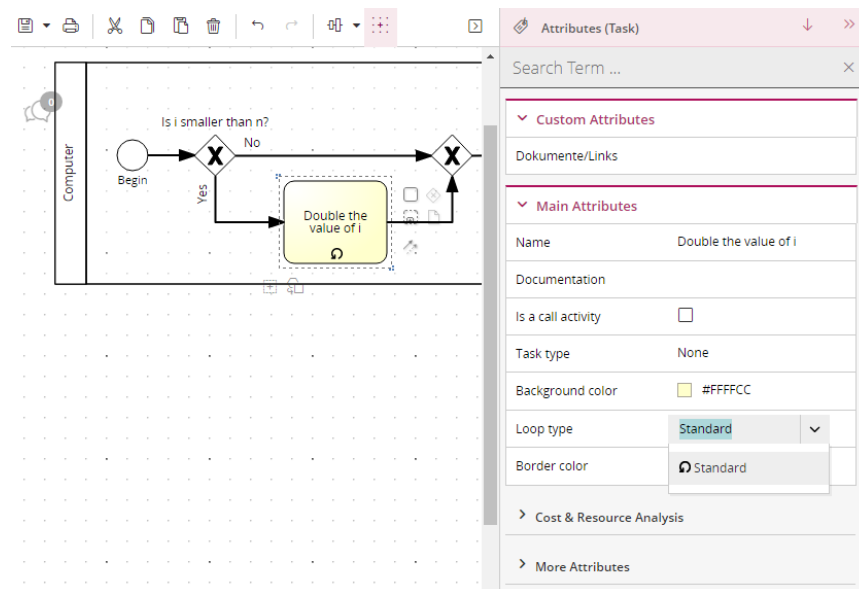 Attributes (Task)
Search Term ...
0
Custom Attributes
Dokumente/Links
Main Attributes
Name Double the value of i
Documentation
Is a call activity
Task type None
Background color #FFFFCC
Loop type Standard
Standard
Border color
Cost & Resource Analysis
More Attributes
Computer
Is i smaller than n?
No
Begin
Yes
Double the
value of i